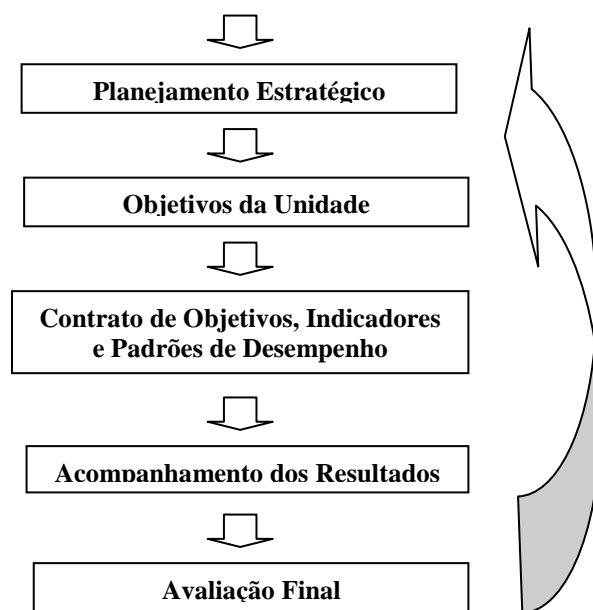 Planejamento Estratégico
Objetivos da Unidade
Contrato de Objetivos, Indicadores
e Padrões de Desempenho
Acompanhamento dos Resultados
Avaliação Final